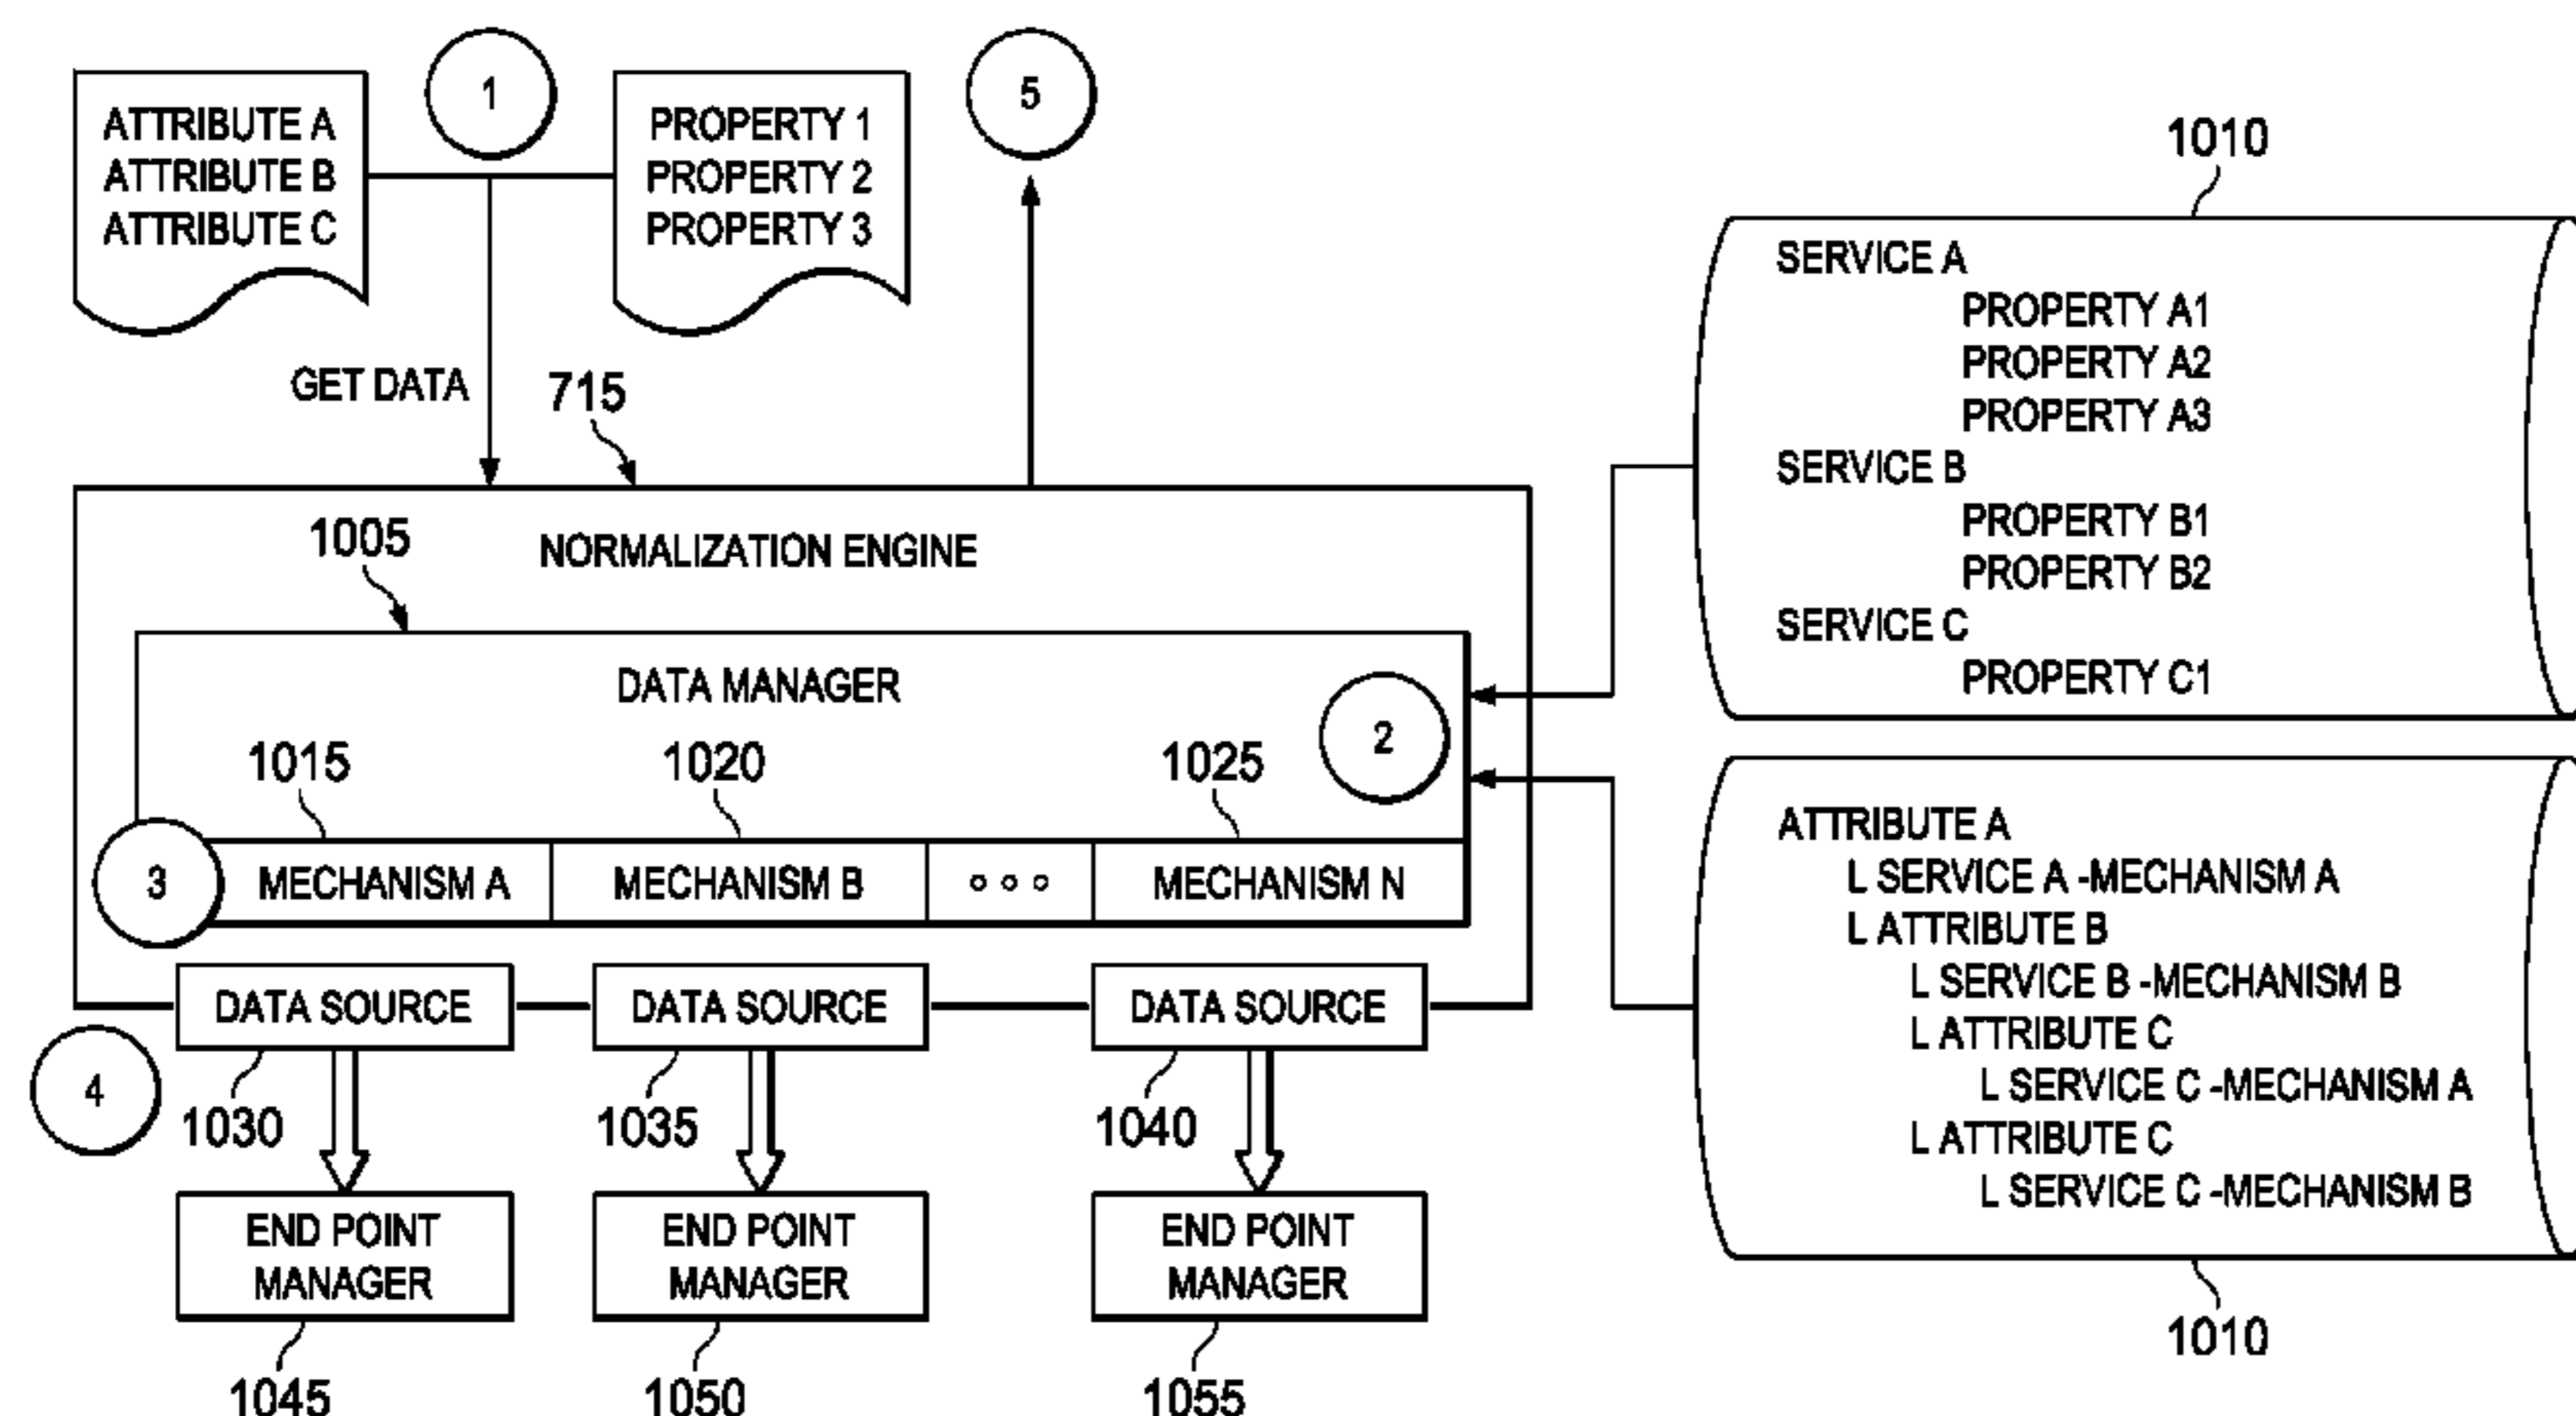 ATTRIBUTE A
ATTRIBUTE B
ATTRIBUTE C
1
PROPERTY 1
PROPERTY 2
PROPERTY 3
5
GET DATA
715
NORMALIZATION ENGINE
1005
DATA MANAGER
2
1015
1020
1025
3
MECHANISM A
MECHANISM B
MECHANISM N
DATA SOURCE
DATA SOURCE
DATA SOURCE
4
1030
1035
1040
END POINT
MANAGER
END POINT
MANAGER
END POINT
MANAGER
1045
1050
1055
1010
SERVICE A
PROPERTY A1
PROPERTY A2
PROPERTY A3
SERVICE B
PROPERTY B1
PROPERTY B2
SERVICE C
PROPERTY C1
ATTRIBUTE A
L SERVICE A -MECHANISM A
L ATTRIBUTE B
L SERVICE B -MECHANISM B
L ATTRIBUTE C
L SERVICE C -MECHANISM A
L ATTRIBUTE C
L SERVICE C -MECHANISM B
1010